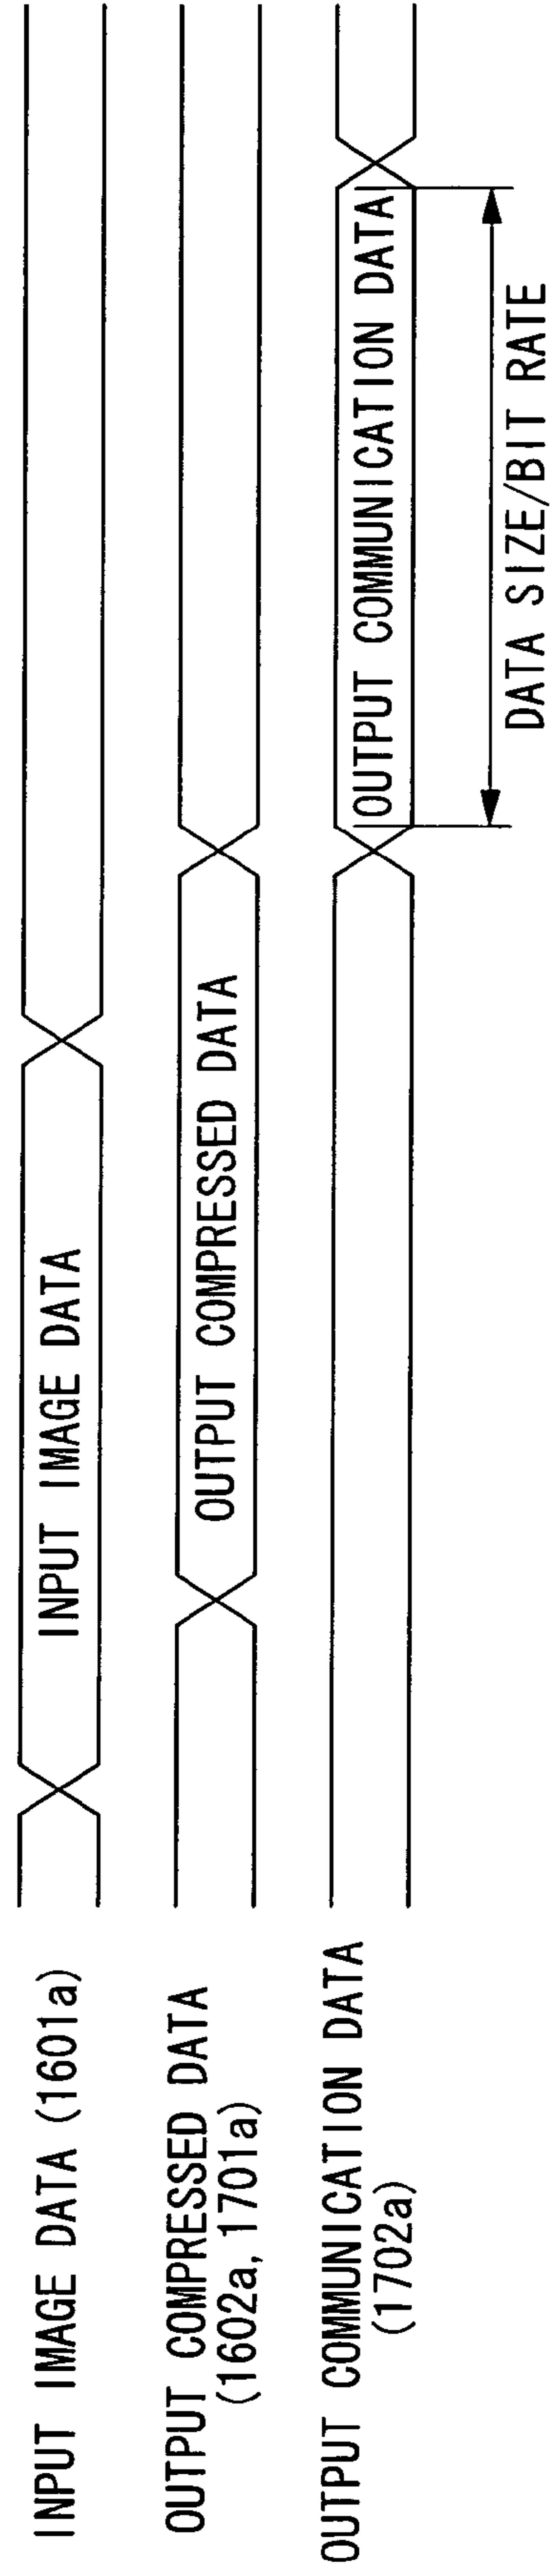 INPUT IMAGE DATA (1601a)
INPUT IMAGE DATA
OUTPUT COMPRESSED DATA
(1602a, 1701a)
OUTPUT COMPRESSED DATA
OUTPUT COMMUNICATION DATA
(1702a)
OUTPUT COMMUNICATION DATA
DATA SIZE/BIT RATE